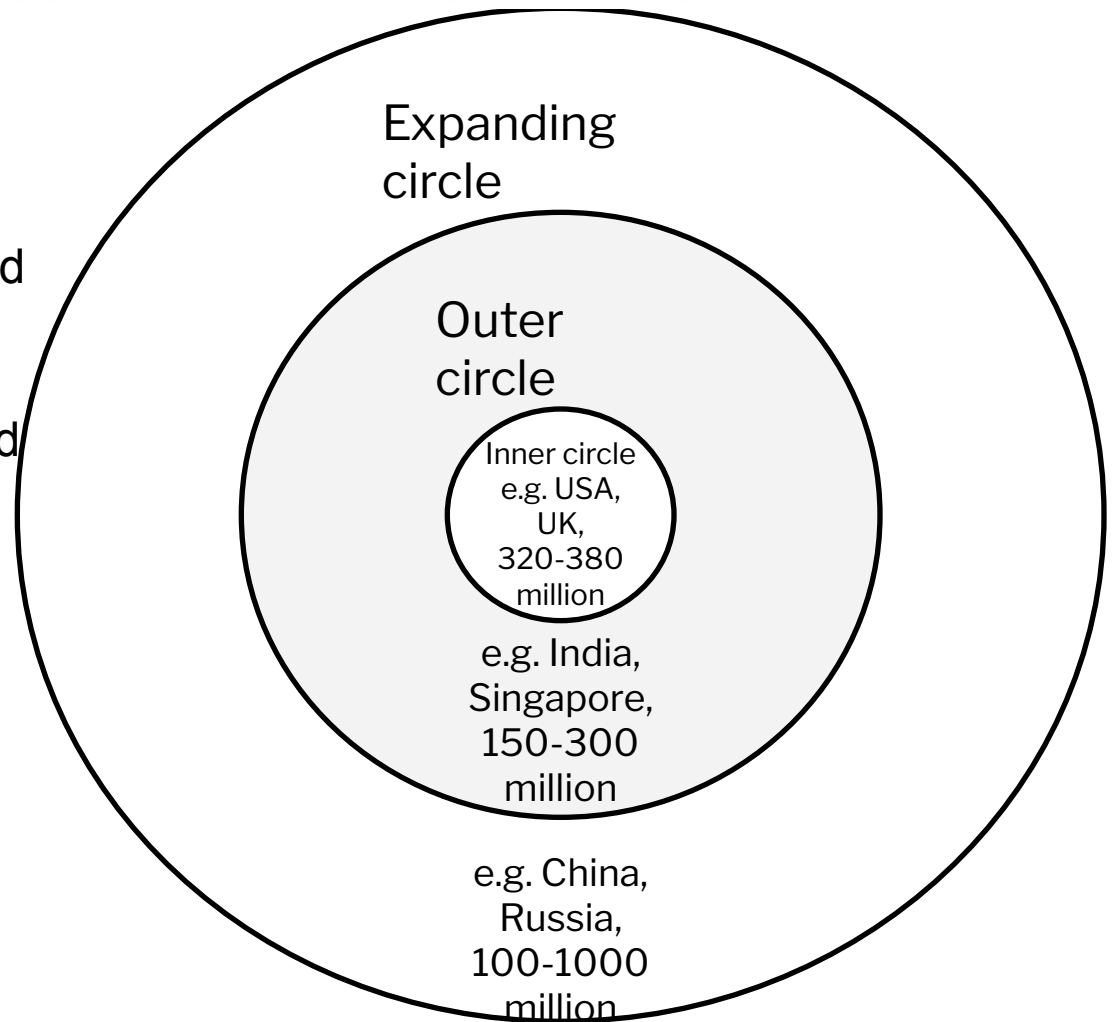 Expanding
circle
d
Outer
circle
d
Inner circle
e.g. USA,
UK,
320-380
million
e.g. India,
Singapore,
150-300
million
e.g. China,
Russia,
100-1000
million